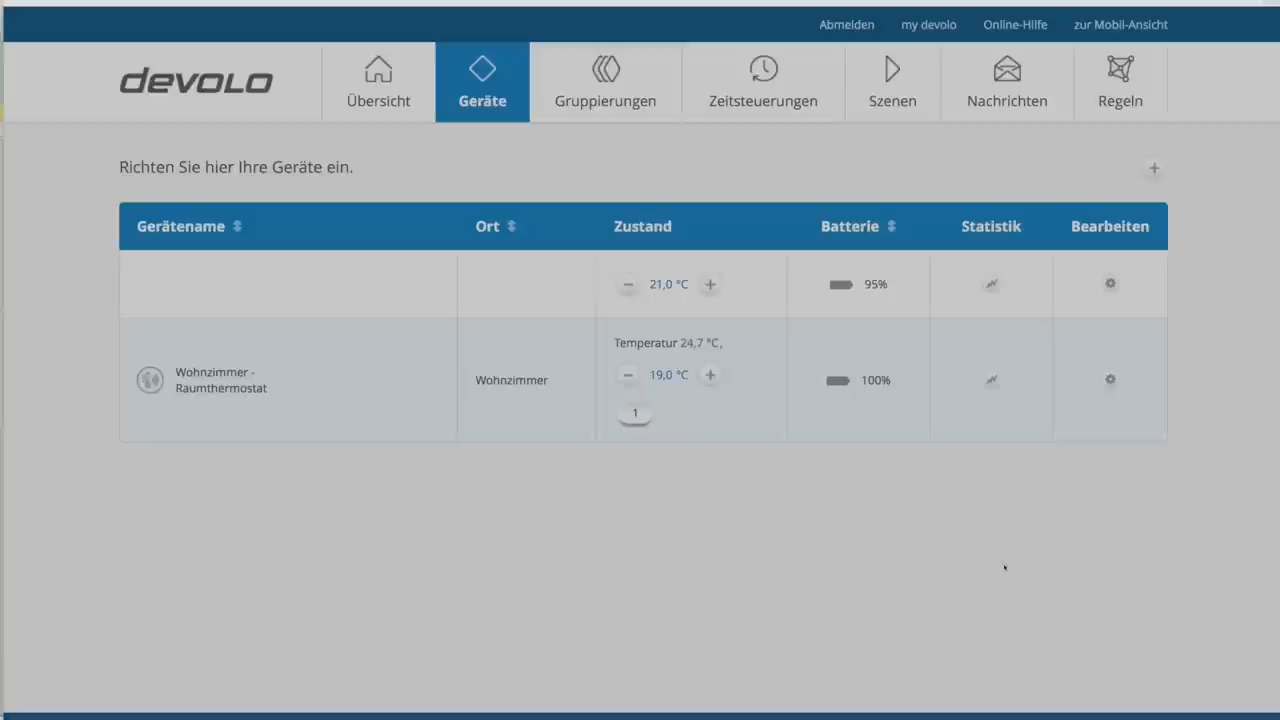 Abmelden my devolo Online-Hilfe zur Mobil-Ansicht
devolo
Übersicht Geräte Gruppierungen Zeitsteuerungen Szenen Nachrichten Regeln
Richten Sie hier Ihre Geräte ein.
+
Gerätename Ort Zustand Batterie Statistik Bearbeiten
− 21,0 °C + 95%
Temperatur 24,7 °C,
Wohnzimmer -
Raumthermostat
Wohnzimmer
− 19,0 °C +
100%
1